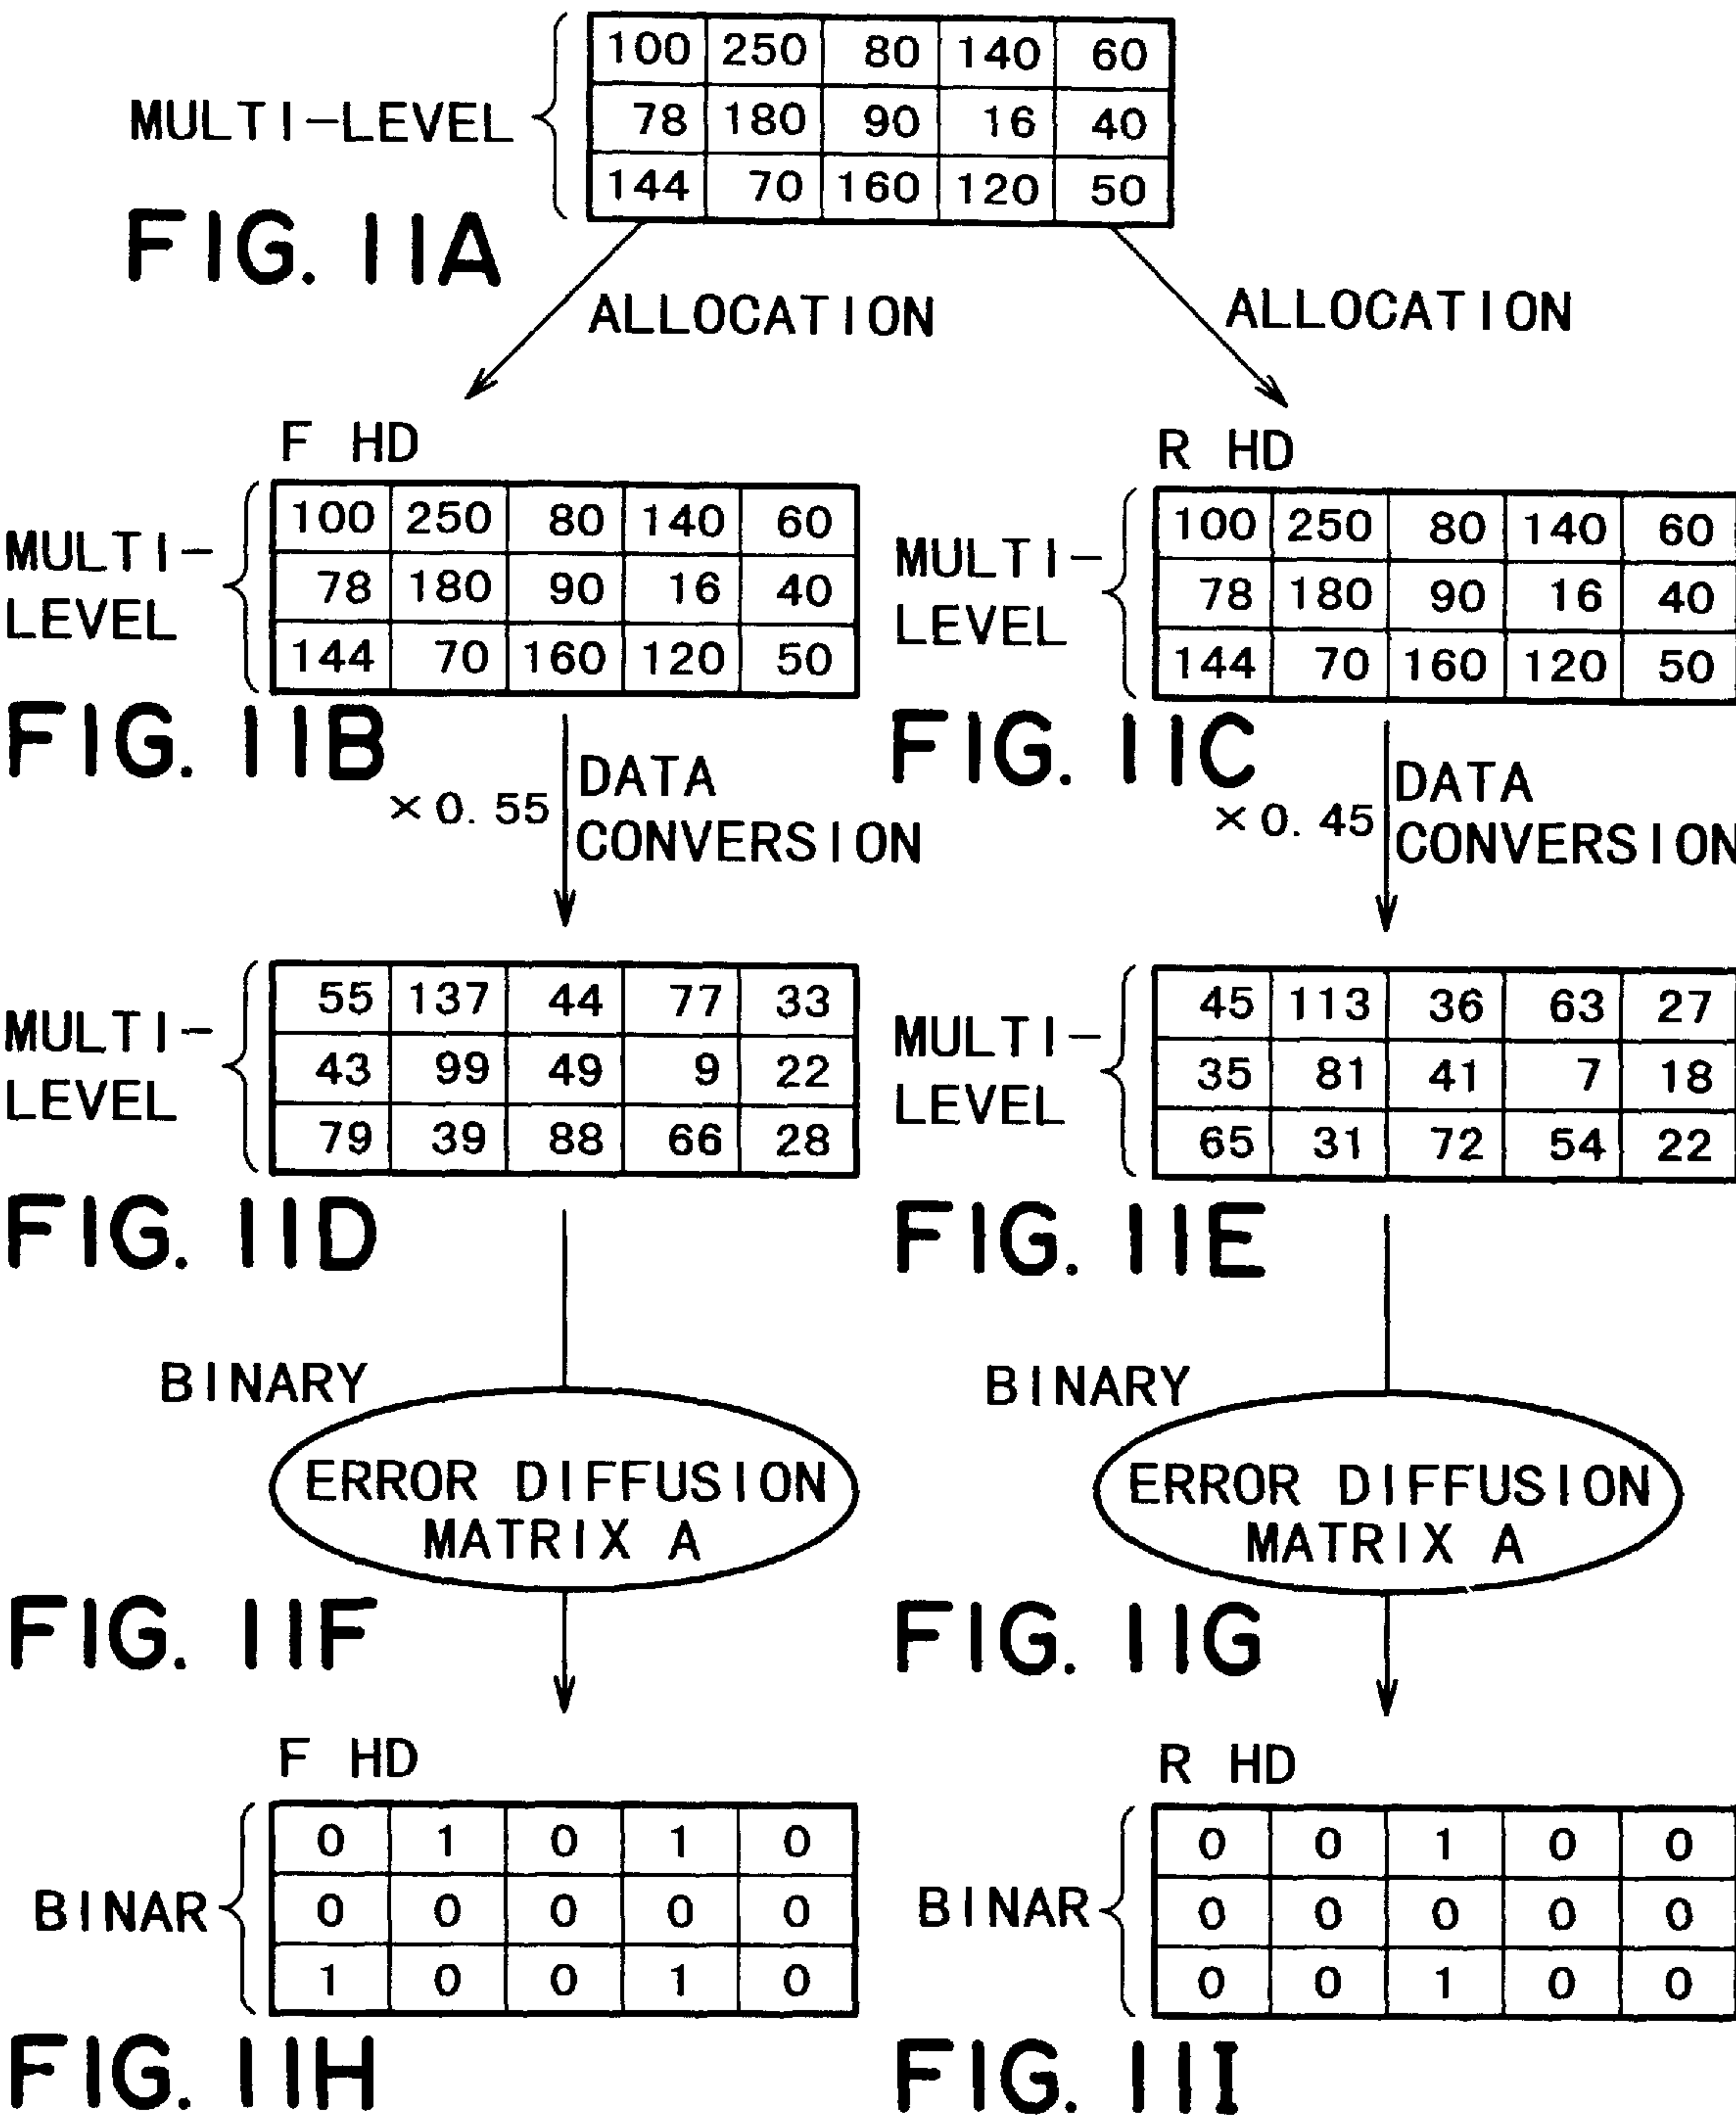 100 250 80 140 60
MULTI-LEVEL 78 180 90 16 40
144 70 160 120 50
FIG. 11A
ALLOCATION ALLOCATION
F HD
100 250 80 140 60
MULTI-
78 180 90 16 40
LEVEL
144 70 160 120 50
FIG. 11B
R HD
100 250 80 140 60
MULTI-
78 180 90 16 40
LEVEL
144 70 160 120 50
FIG. 11C
×0.55 DATA
CONVERSION
×0.45 DATA
CONVERSION
55 137 44 77 33
MULTI-
43 99 49 9 22
LEVEL
79 39 88 66 28
FIG. 11D
45 113 36 63 27
MULTI-
35 81 41 7 18
LEVEL
65 31 72 54 22
FIG. 11E
BINARY
ERROR DIFFUSION
MATRIX A
FIG. 11F
BINARY
ERROR DIFFUSION
MATRIX A
FIG. 11G
F HD
0 1 0 1 0
BINAR 0 0 0 0 0
1 0 0 1 0
FIG. 11H
R HD
0 0 1 0 0
BINAR 0 0 0 0 0
0 0 1 0 0
FIG. 11I